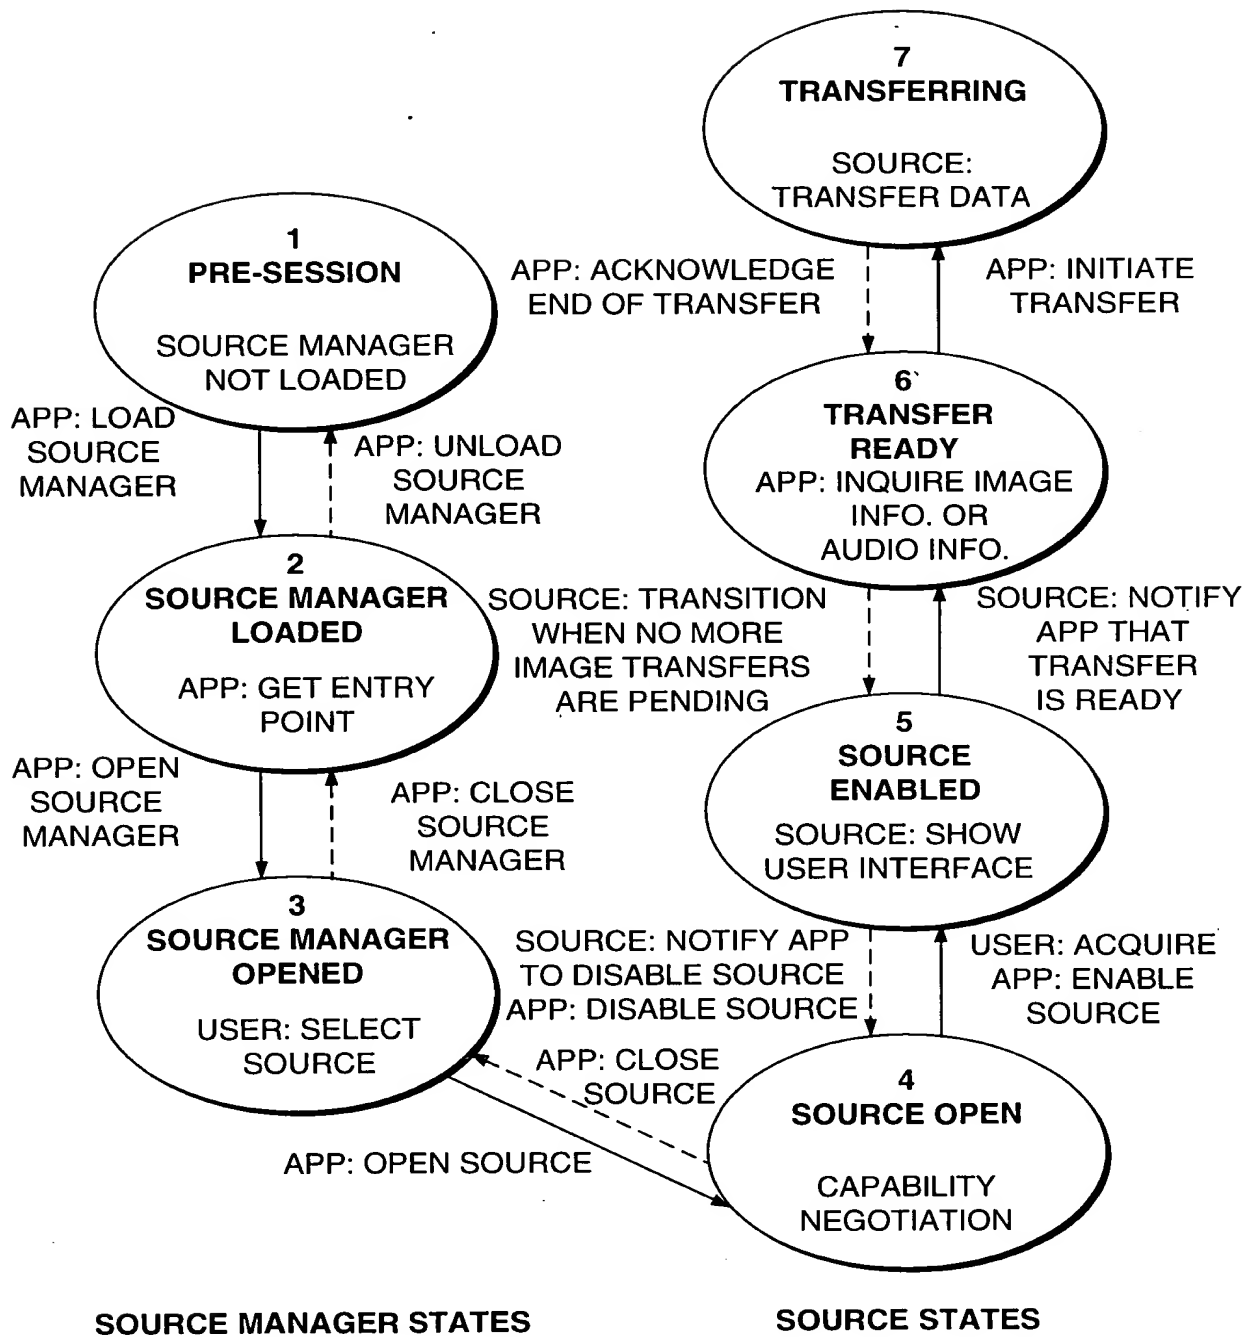 7
TRANSFERRING
SOURCE:
TRANSFER DATA
1
PRE-SESSION
SOURCE MANAGER
NOT LOADED
APP: ACKNOWLEDGE
END OF TRANSFER
APP: INITIATE
TRANSFER
6
TRANSFER
READY
APP: INQUIRE IMAGE
INFO. OR
AUDIO INFO.
APP: LOAD
SOURCE
MANAGER
APP: UNLOAD
SOURCE
MANAGER
2
SOURCE MANAGER
LOADED
APP: GET ENTRY
POINT
SOURCE: TRANSITION
WHEN NO MORE
IMAGE TRANSFERS
ARE PENDING
SOURCE: NOTIFY
APP THAT
TRANSFER
IS READY
5
SOURCE
ENABLED
SOURCE: SHOW
USER INTERFACE
APP: OPEN
SOURCE
MANAGER
APP: CLOSE
SOURCE
MANAGER
3
SOURCE MANAGER
OPENED
USER: SELECT
SOURCE
SOURCE: NOTIFY APP
TO DISABLE SOURCE
APP: DISABLE SOURCE
USER: ACQUIRE
APP: ENABLE
SOURCE
APP: CLOSE
SOURCE
APP: OPEN SOURCE
4
SOURCE OPEN
CAPABILITY
NEGOTIATION
SOURCE MANAGER STATES
SOURCE STATES